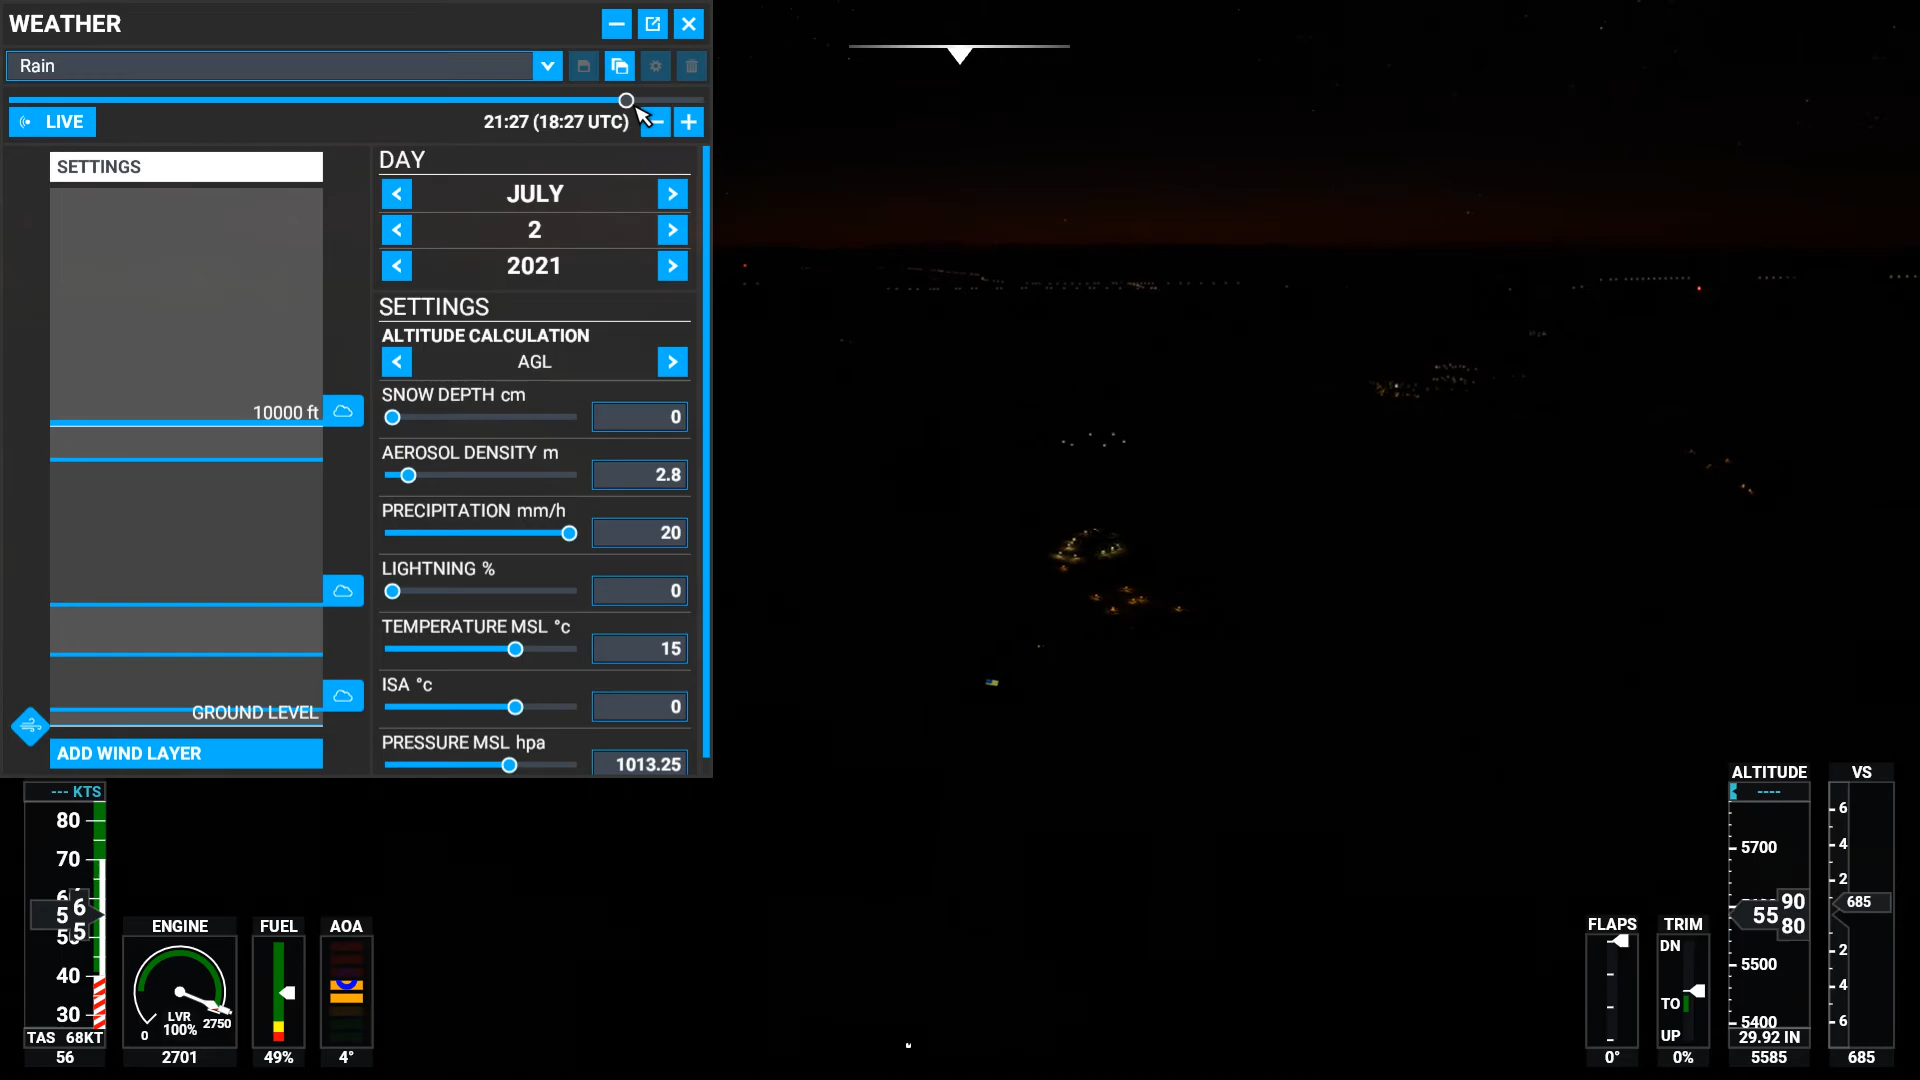 WEATHER
Rain
LIVE
21:27 (18:27 UTC)
SETTINGS
10000 ft
GROUND LEVEL
ADD WIND LAYER
DAY
JULY
2
2021
SETTINGS
ALTITUDE CALCULATION
AGL
SNOW DEPTH cm
0
AEROSOL DENSITY m
2.8
PRECIPITATION mm/h
20
LIGHTNING %
0
TEMPERATURE MSL °c
15
ISA °c
0
PRESSURE MSL hpa
1013.25
--- KTS
80
70
5 6
5
40
30
TAS 68KT
56
ENGINE
LVR
100%
0
2750
2701
FUEL
49%
AOA
4°
FLAPS
0°
TRIM
DN
TO
UP
0%
ALTITUDE
----
5700
55 90
80
5500
5400
29.92 IN
5585
VS
6
4
2
685
2
4
6
685